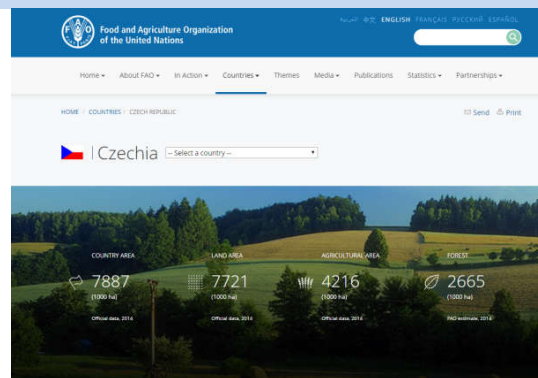 العربية 中文 ENGLISH FRANÇAIS РУССКИЙ ESPAÑOL
Food and Agriculture Organization
of the United Nations
Home About FAO In Action Countries Themes Media Publications Statistics Partnerships
HOME / COUNTRIES / CZECH REPUBLIC Send Print
Czechia -- Select a country --
COUNTRY AREA LAND AREA AGRICULTURAL AREA FOREST
7887 7721 4216 2665
(1000 ha) (1000 ha) (1000 ha) (1000 ha)
Official data, 2014 Official data, 2014 Official data, 2014 FAO estimate, 2014